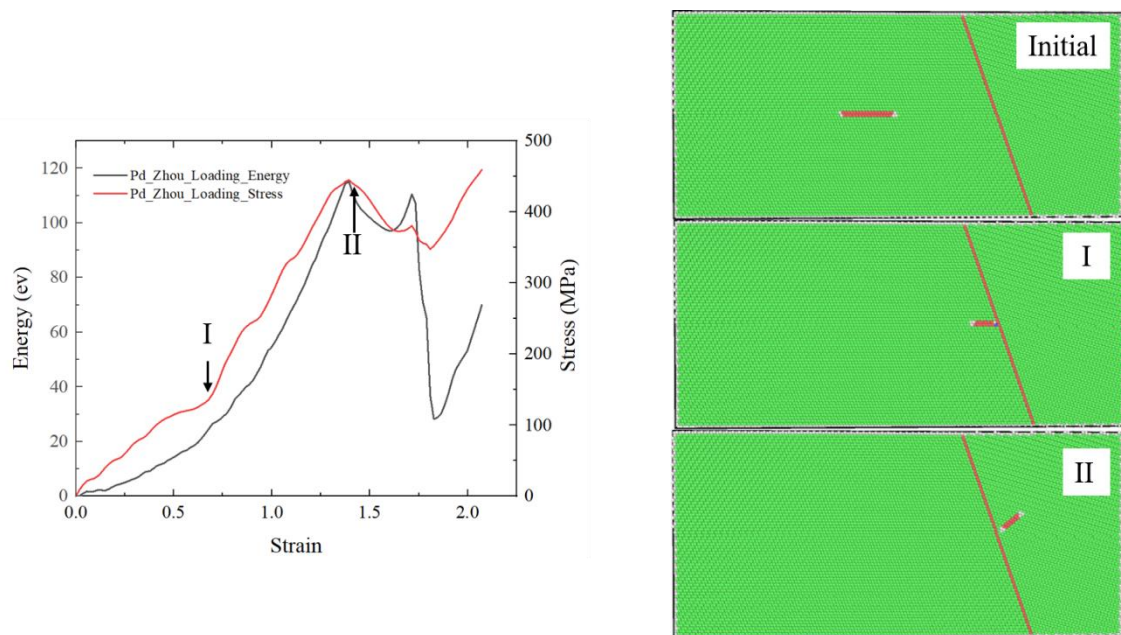 Pd_Zhou_Loading_Energy
Pd_Zhou_Loading_Stress
Energy (ev)
120
100
80
60
40
20
0
0.0
0.5
1.0
1.5
2.0
Strain
500
400
300
200
100
0
Stress (MPa)
I
II
Initial
I
II